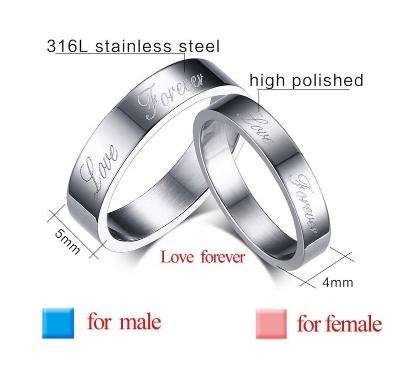 316L stainless steel
high polished
Love Forever
Love
Forever
5mm
Love forever
4mm
for male
for female